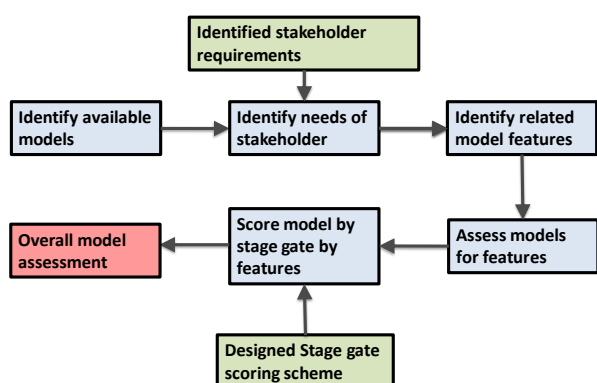 Identified stakeholder
requirements
Identify available
models
Identify needs of
stakeholder
Identify related
model features
Overall model
assessment
Score model by
stage gate by
features
Assess models
for features
Designed Stage gate
scoring scheme